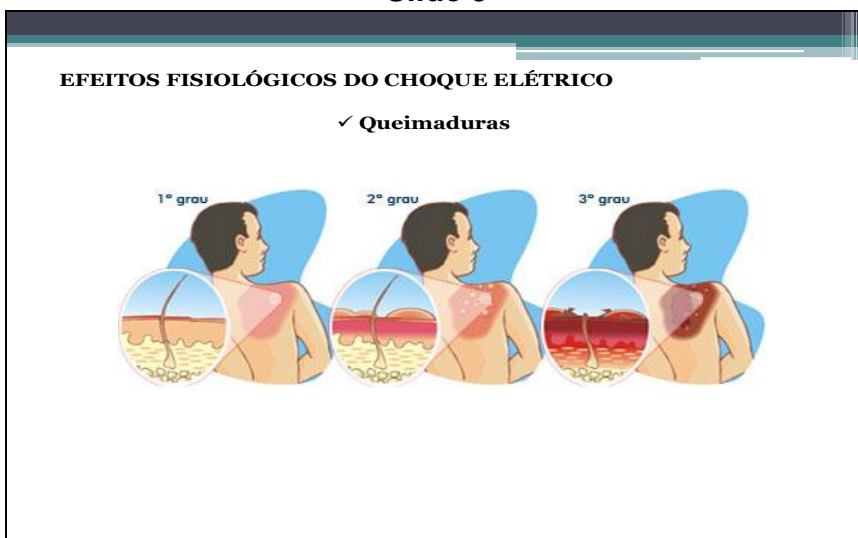 EFEITOS FISIOLÓGICOS DO CHOQUE ELÉTRICO
✓ Queimaduras
1º grau
2º grau
3º grau